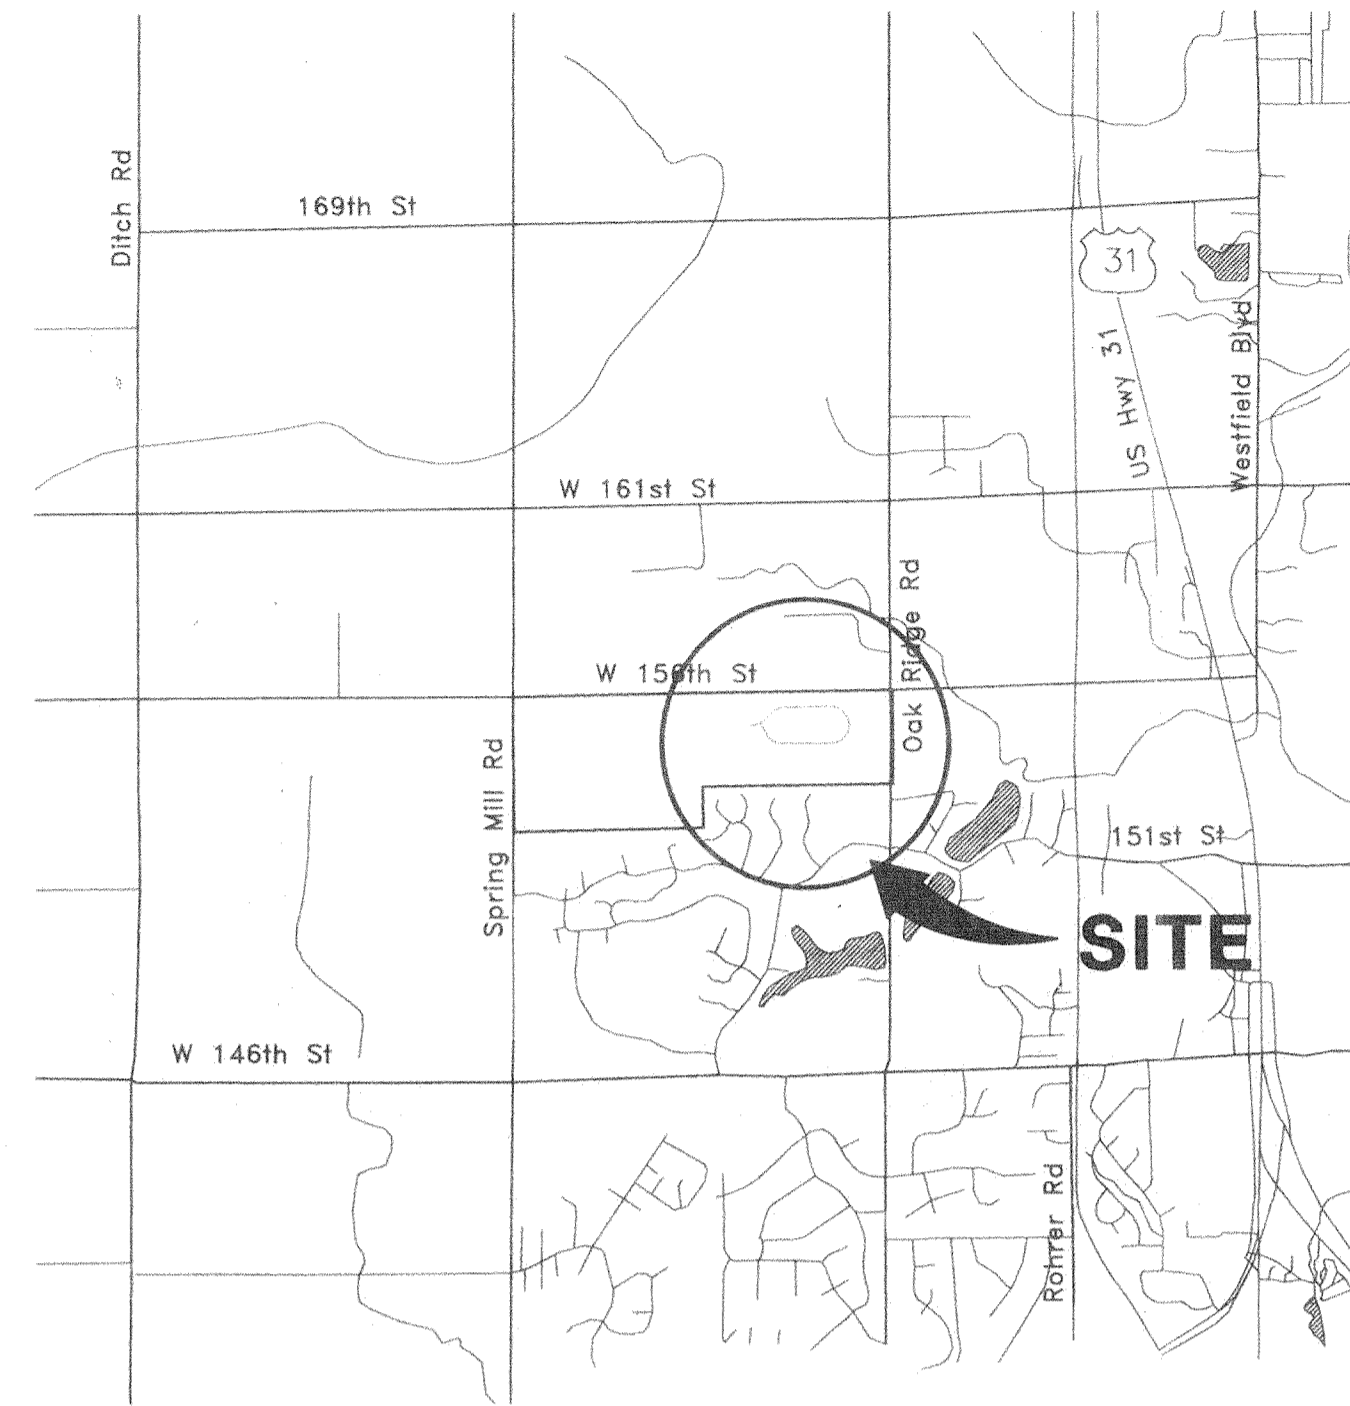 Ditch Rd
169th St
31
US Hwy 31
Westfield Blvd
W 161st St
Oak Ridge Rd
W 156th St
Spring Mill Rd
151st St
SITE
W 146th St
Rohrer Rd